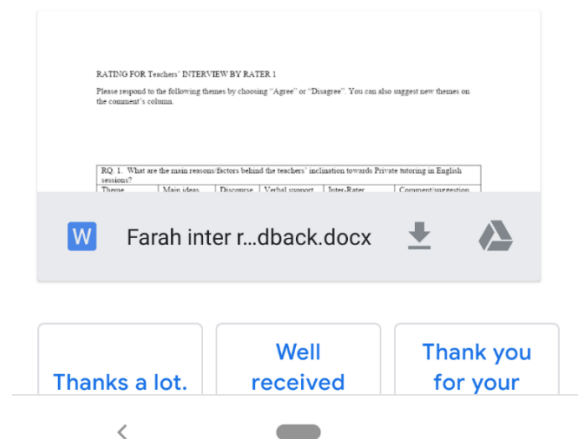 RATING FOR Teachers' INTERVIEW BY RATER 1
Please respond to the following themes by choosing "Agree" or "Disagree". You can also suggest new themes on
the comment's column.
RQ. 1. What are the main reasons/factors behind the teachers' inclination towards Private tutoring in English
sessions?
Theme Main ideas Discourse Verbal support Inter-Rater Comment/suggestion
W Farah inter r...dback.docx
Thanks a lot.
Well
received
Thank you
for your